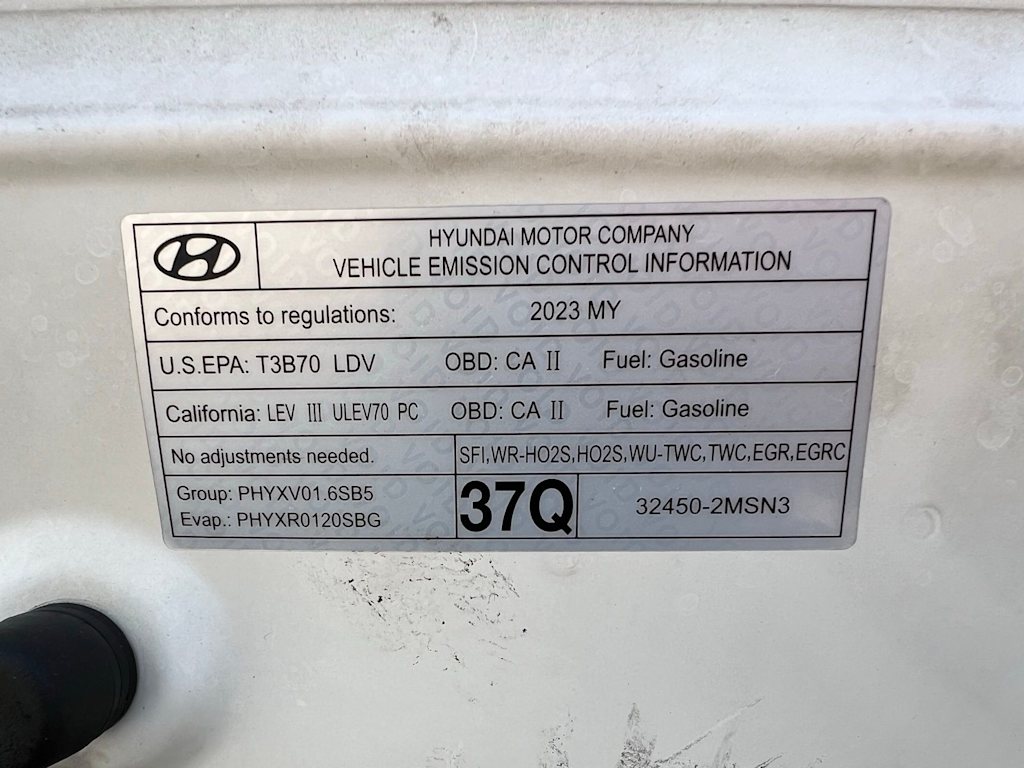 HYUNDAI MOTOR COMPANY
VEHICLE EMISSION CONTROL INFORMATION
Conforms to regulations: 2023 MY
U.S.EPA: T3B70 LDV OBD: CA II Fuel: Gasoline
California: LEV III ULEV70 PC OBD: CA II Fuel: Gasoline
No adjustments needed. SFI,WR-HO2S,HO2S,WU-TWC,TWC,EGR,EGRC
Group: PHYXV01.6SB5
Evap.: PHYXR0120SBG
37Q
32450-2MSN3